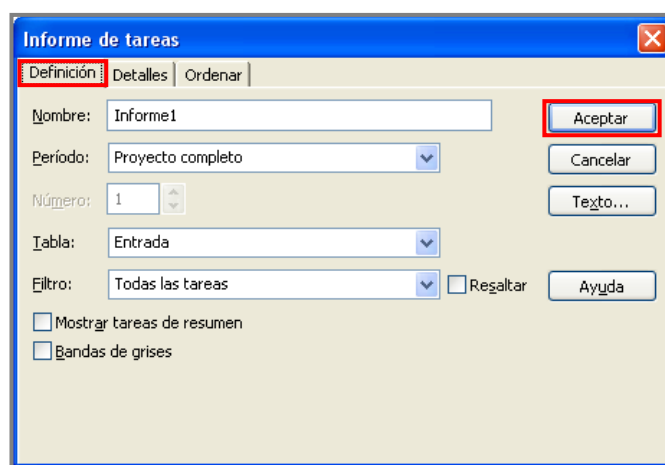 Informe de tareas
Definición Detalles Ordenar
Nombre: Informe1 Aceptar
Período: Proyecto completo Cancelar
Número: 1 Texto...
Tabla: Entrada
Filtro: Todas las tareas Resaltar Ayuda
Mostrar tareas de resumen
Bandas de grises